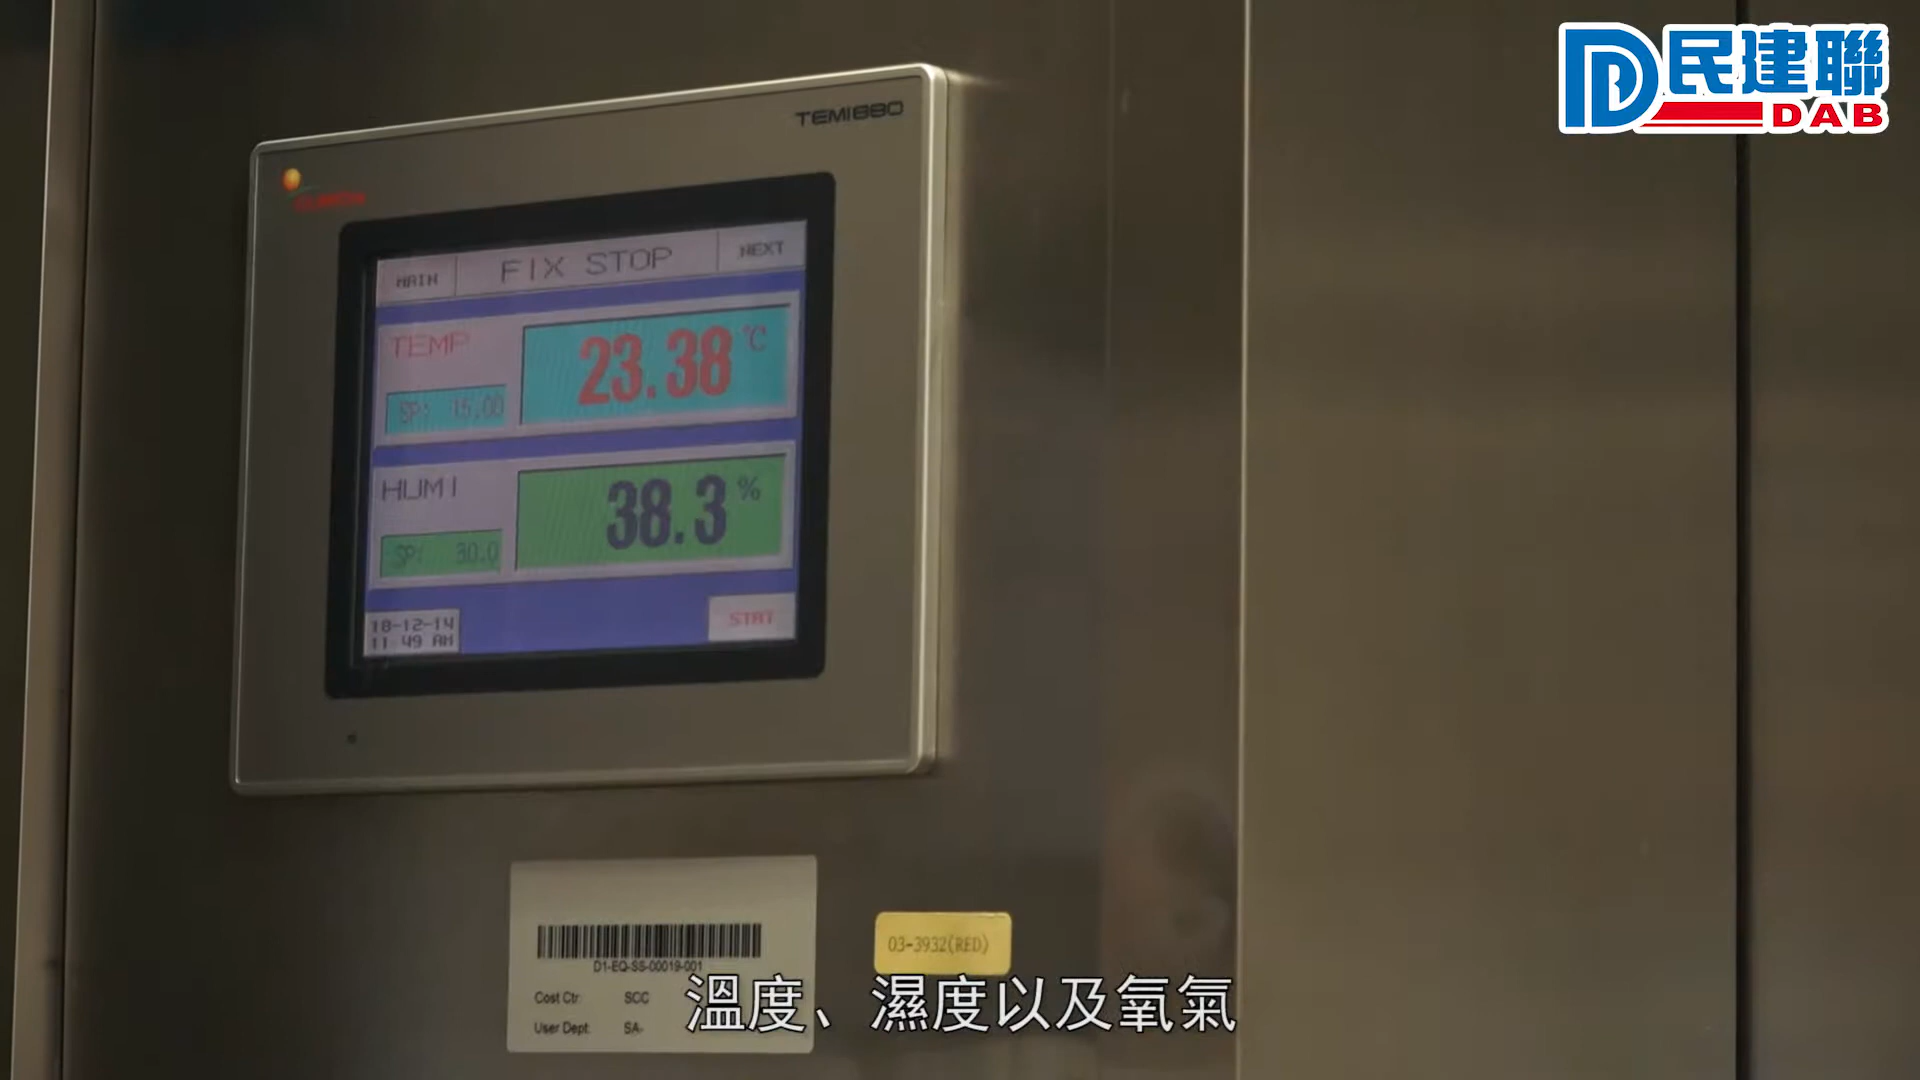 民建聯
DAB
TEMI880
MAIN
FIX STOP
NEXT
TEMP
23.38 ℃
SP: 15.00
HUMI
38.3 %
SP: 30.0
18-12-14
11 49 AM
START
D1-EQ-SS-00019-001
03-3932(RED)
Cost Ctr: SCC
User Dept: SA-
溫度、濕度以及氧氣